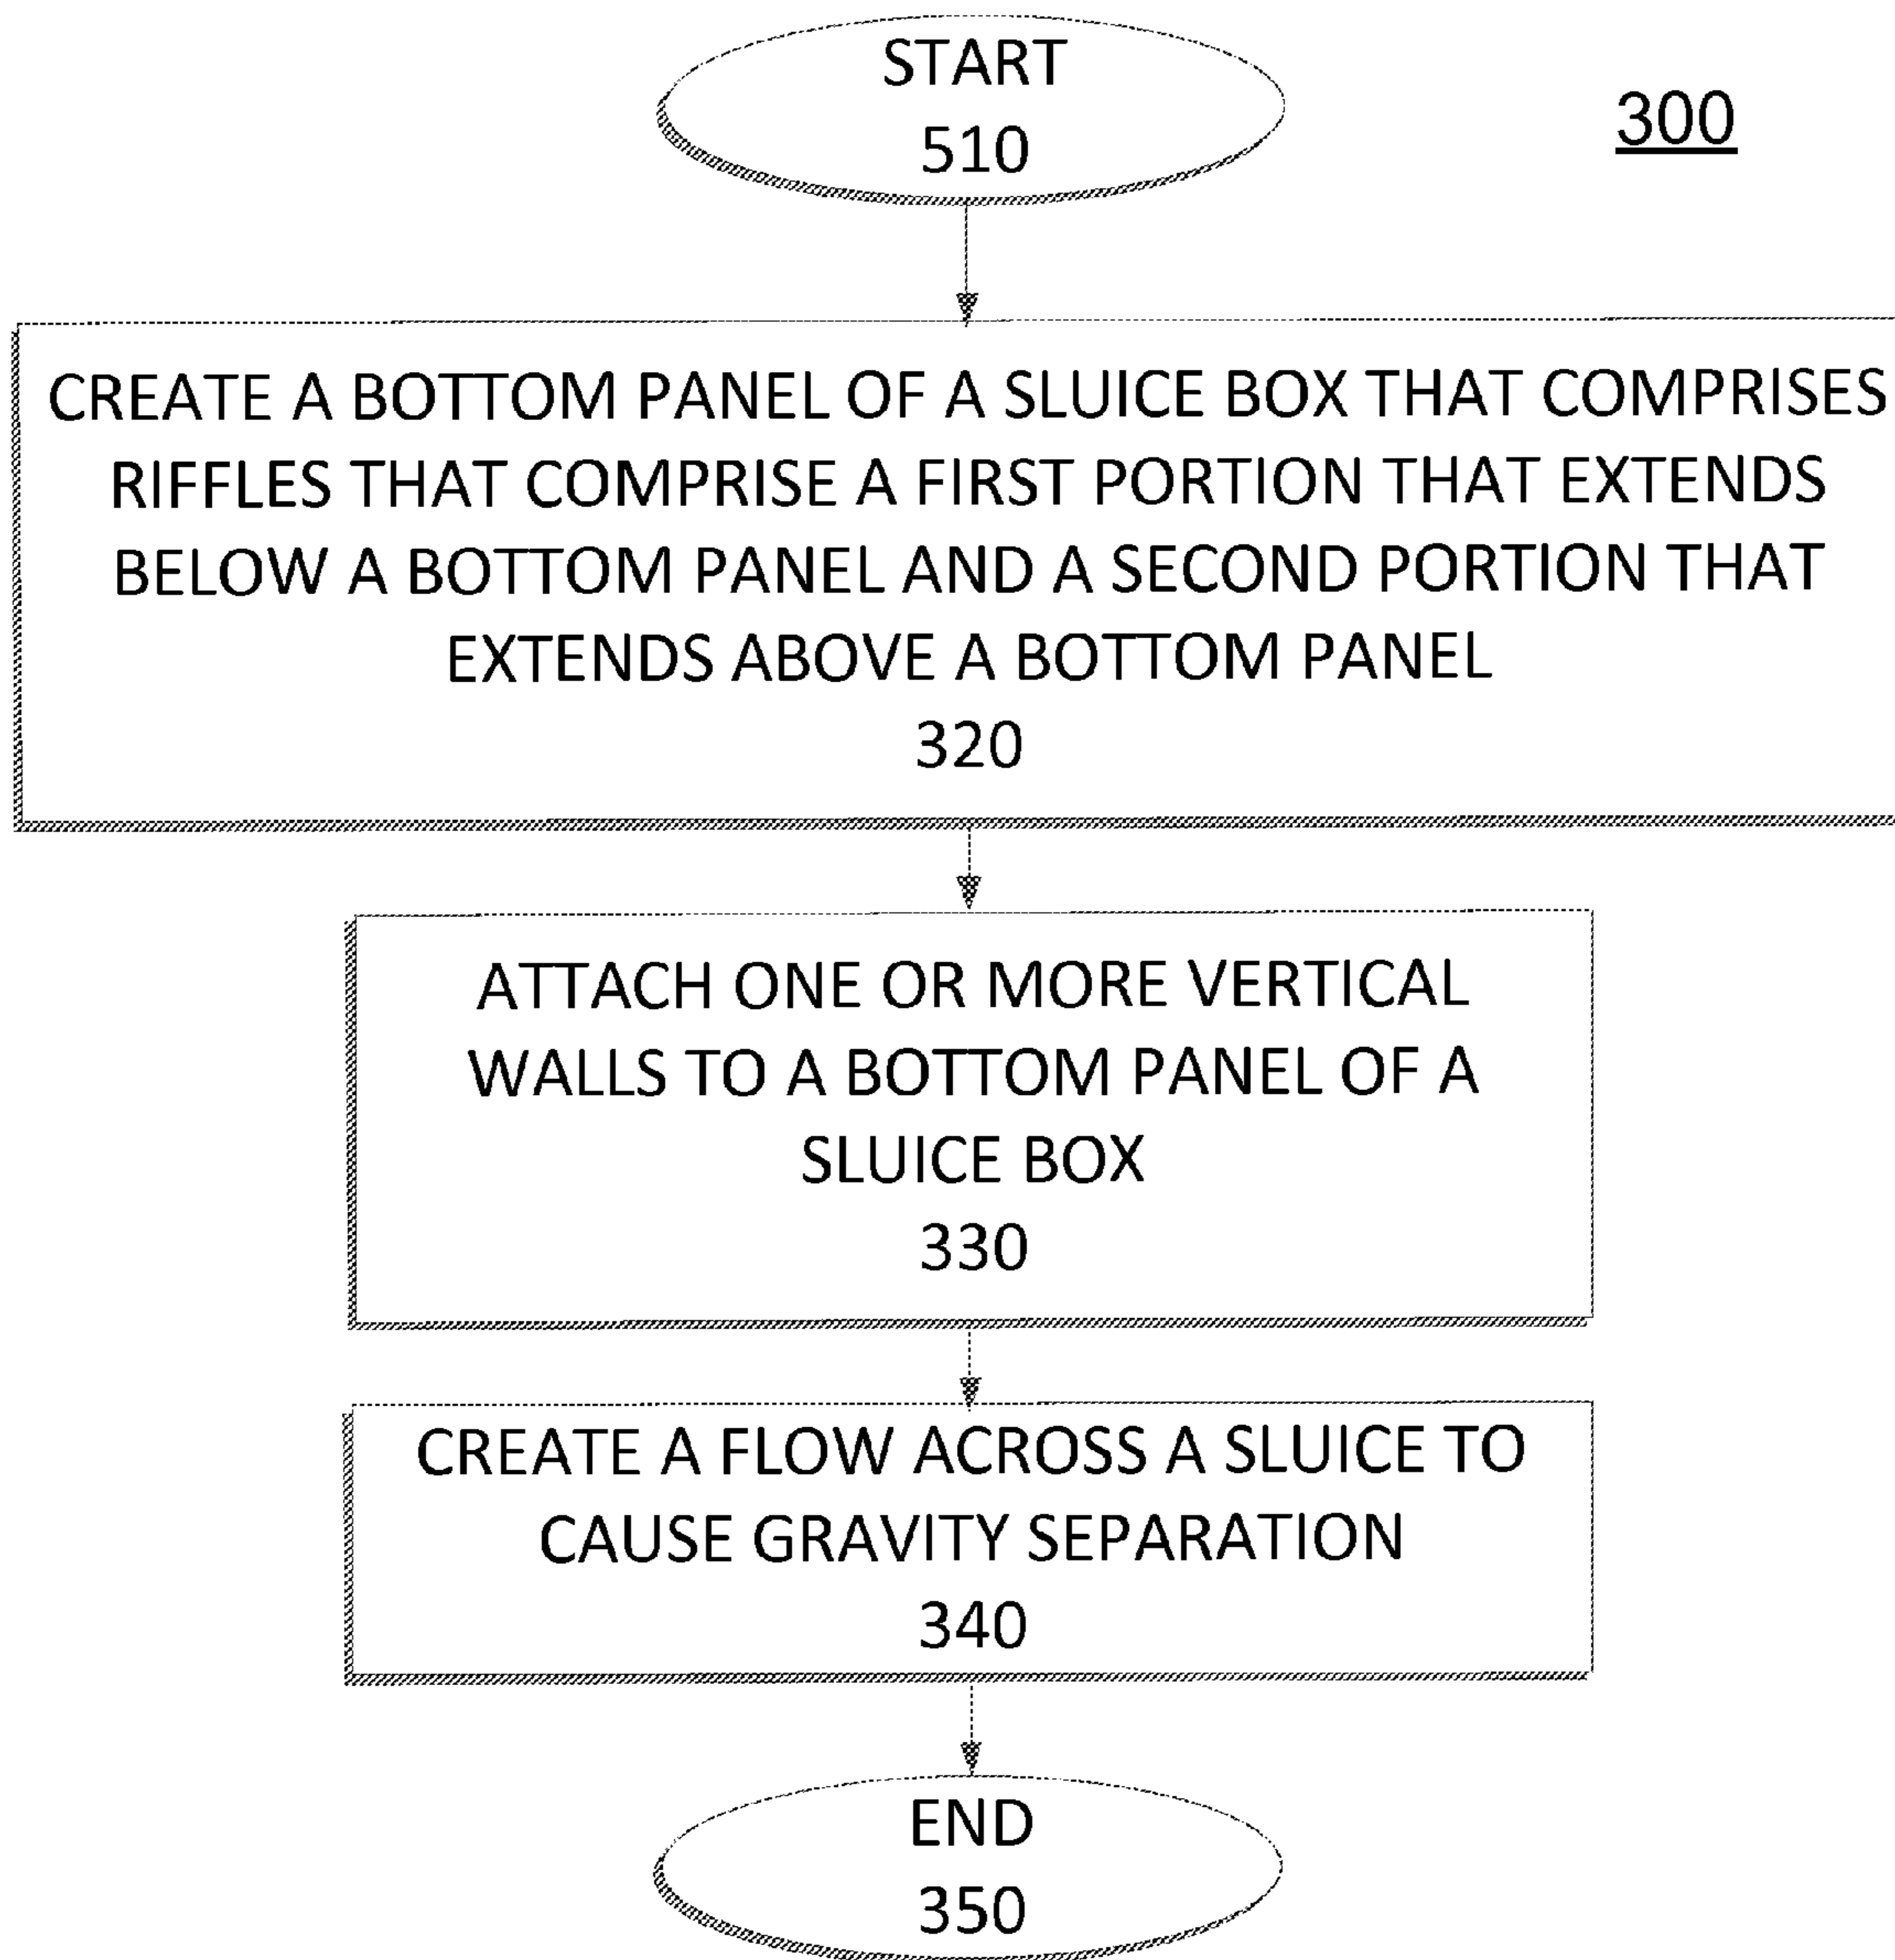 START
510
300
CREATE A BOTTOM PANEL OF A SLUICE BOX THAT COMPRISES
RIFFLES THAT COMPRISE A FIRST PORTION THAT EXTENDS
BELOW A BOTTOM PANEL AND A SECOND PORTION THAT
EXTENDS ABOVE A BOTTOM PANEL
320
ATTACH ONE OR MORE VERTICAL
WALLS TO A BOTTOM PANEL OF A
SLUICE BOX
330
CREATE A FLOW ACROSS A SLUICE TO
CAUSE GRAVITY SEPARATION
340
END
350